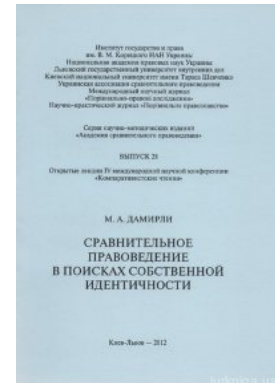 Институт государства и права
им. В. М. Корецкого НАН Украины
Национальная академия правовых наук Украины
Львовский государственный университет внутренних дел
Киевский национальный университет имени Тараса Шевченко
Украинская ассоциация сравнительного правоведения
Международный научный журнал
«Порівняльно-правові дослідження»
Научно-практический журнал «Порівняльне правознавство»
Серия научно-методических изданий
«Академия сравнительного правоведения»
ВЫПУСК 28
Открытые лекции IV международной научной конференции
«Компаративистские чтения»
М. А. ДАМИРЛИ
СРАВНИТЕЛЬНОЕ
ПРАВОВЕДЕНИЕ
В ПОИСКАХ СОБСТВЕННОЙ
ИДЕНТИЧНОСТИ
Киев-Львов — 2012